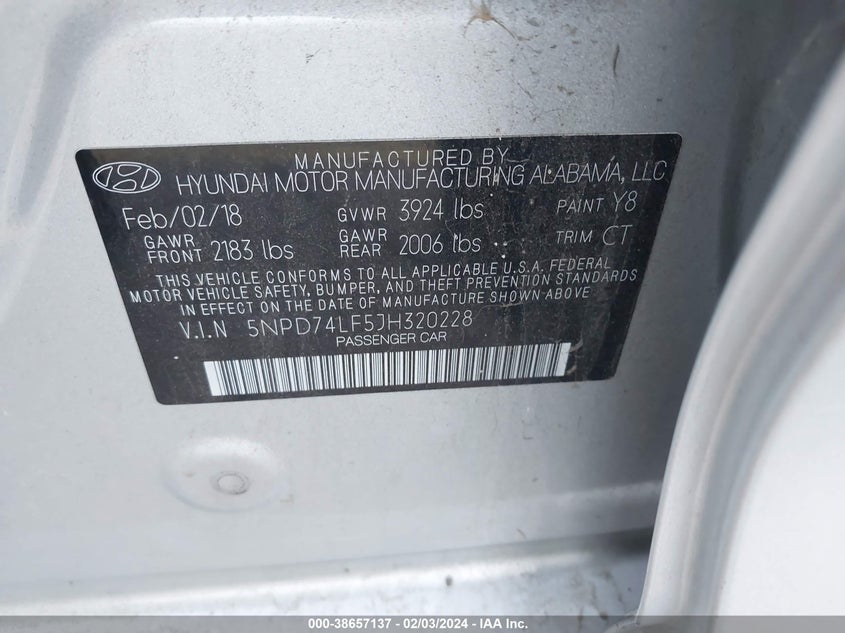 MANUFACTURED BY
HYUNDAI MOTOR MANUFACTURING ALABAMA, LLC
Feb/02/18 GVWR 3924 lbs PAINT Y8
GAWR FRONT 2183 lbs GAWR REAR 2006 lbs TRIM CT
THIS VEHICLE CONFORMS TO ALL APPLICABLE U.S.A. FEDERAL
MOTOR VEHICLE SAFETY, BUMPER, AND THEFT PREVENTION STANDARDS
IN EFFECT ON THE DATE OF MANUFACTURE SHOWN ABOVE.
V.I.N 5NPD74LF5JH320228
PASSENGER CAR
000-38657137 - 02/03/2024 - IAA Inc.